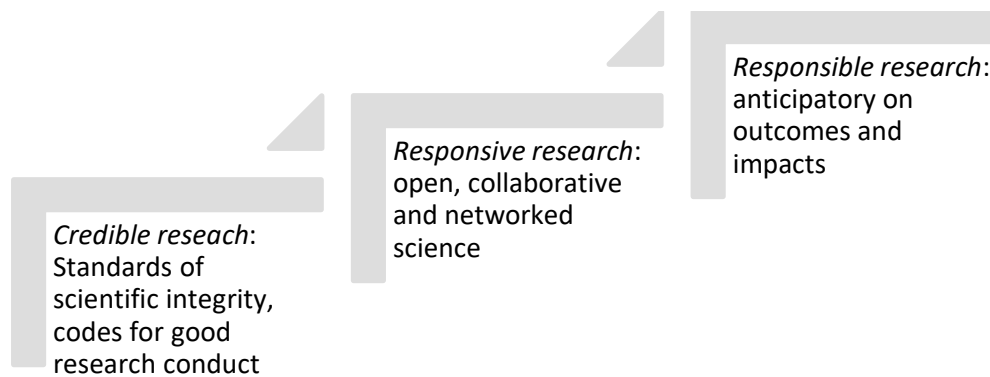 Credible reseach:
Standards of
scientific integrity,
codes for good
research conduct
Responsive research:
open, collaborative
and networked
science
Responsible research:
anticipatory on
outcomes and
impacts